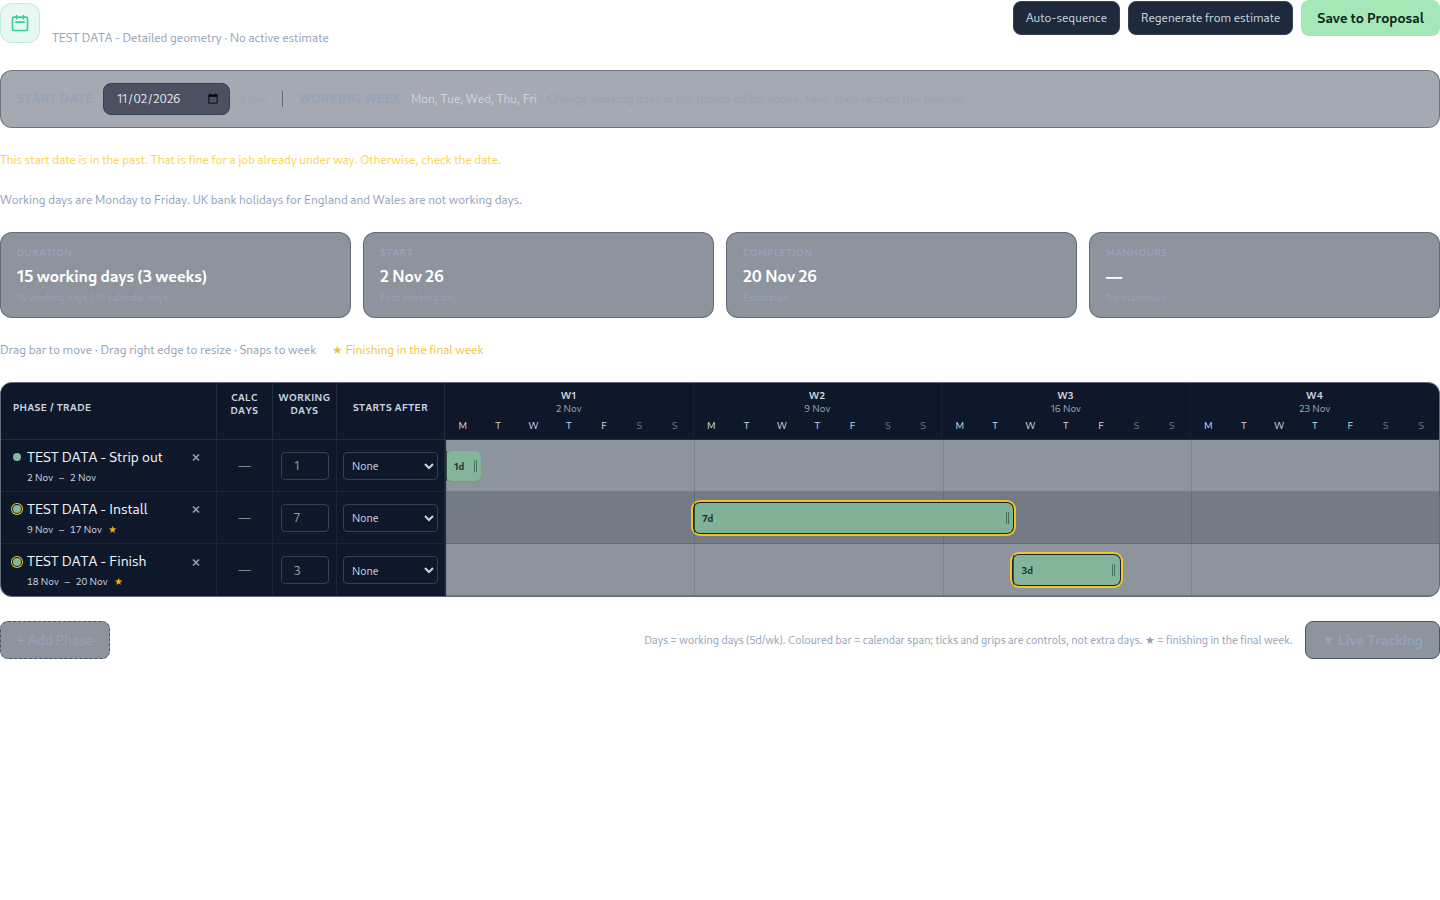 Auto-sequence
Regenerate from estimate
Save to Proposal
TEST DATA - Detailed geometry · No active estimate
START DATE 11/02/2026 2 Nov WORKING WEEK Mon, Tue, Wed, Thu, Fri Change working days in the timing editor above, save, then reopen this planner.
This start date is in the past. That is fine for a job already under way. Otherwise, check the date.
Working days are Monday to Friday. UK bank holidays for England and Wales are not working days.
DURATION
15 working days (3 weeks)
START
2 Nov 26
First working day
COMPLETION
20 Nov 26
Estimated
MANHOURS
—
No manhours
Drag bar to move · Drag right edge to resize · Snaps to week ★ Finishing in the final week
PHASE / TRADE
CALC DAYS
WORKING DAYS
STARTS AFTER
W1
2 Nov
M T W T F S S
W2
9 Nov
M T W T F S S
W3
16 Nov
M T W T F S S
W4
23 Nov
M T W T F S S
TEST DATA - Strip out ×
2 Nov – 2 Nov
— 1 None
1d
TEST DATA - Install ×
9 Nov – 17 Nov ★
— 7 None
7d
TEST DATA - Finish ×
18 Nov – 20 Nov ★
— 3 None
3d
+ Add Phase
Days = working days (5d/wk). Coloured bar = calendar span; ticks and grips are controls, not extra days. ★ = finishing in the final week.
▼ Live Tracking